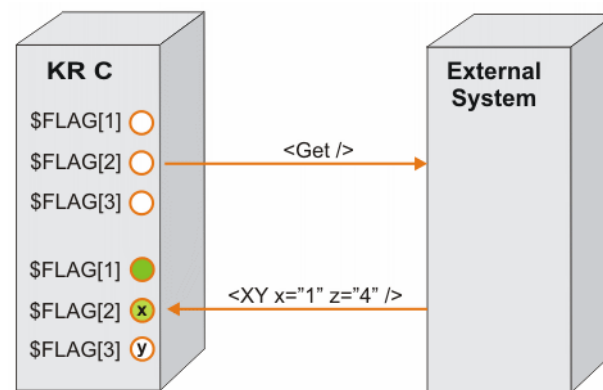 KR C
$FLAG[1]
$FLAG[2]
$FLAG[3]
$FLAG[1]
$FLAG[2] x
$FLAG[3] y
<Get />
<XY x=”1” z=”4” />
External
System